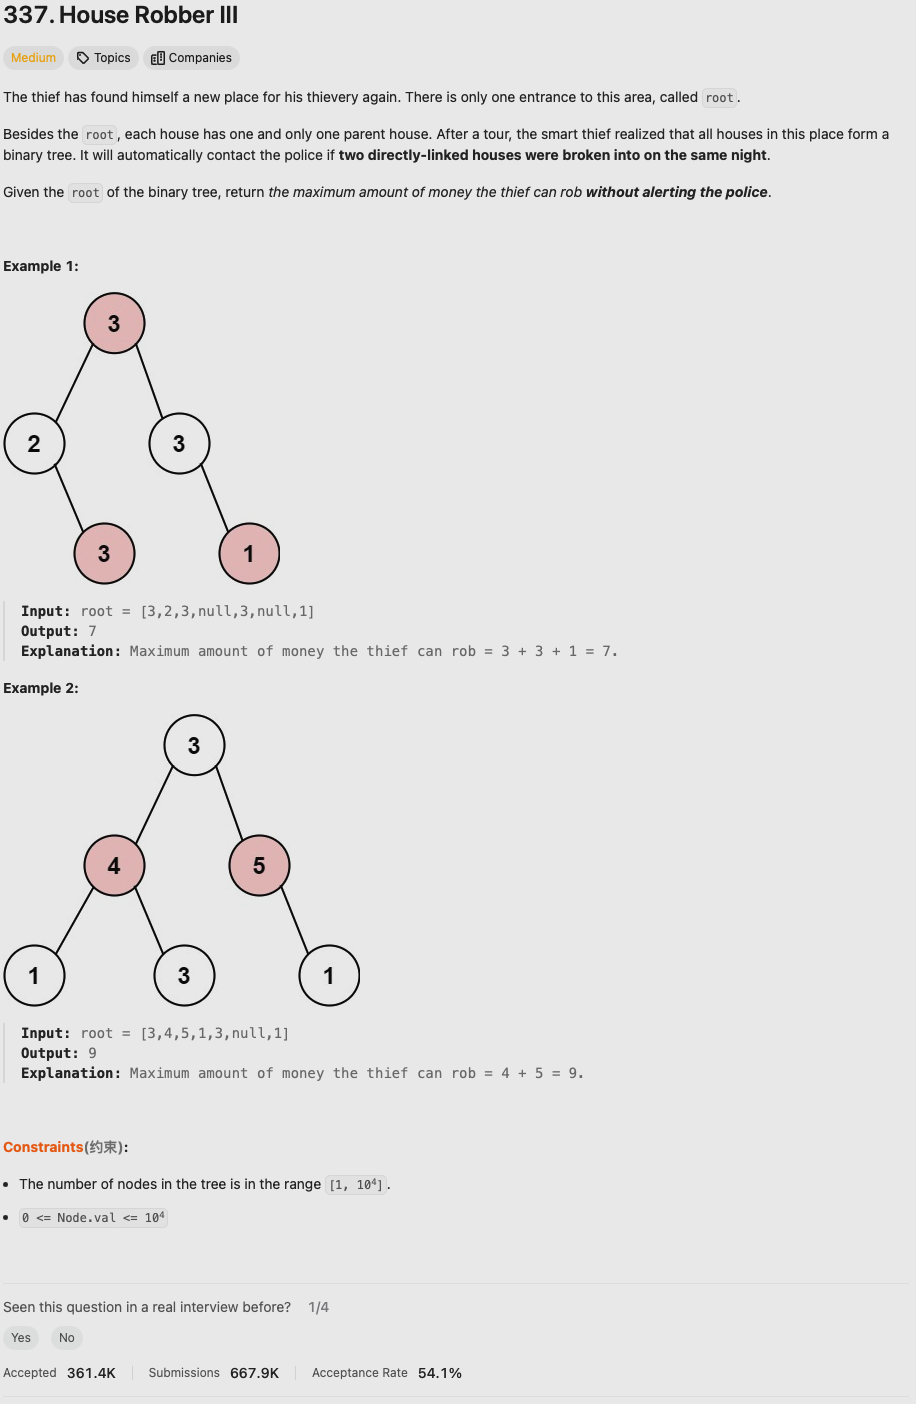 337. House Robber III
Medium Topics Companies
The thief has found himself a new place for his thievery again. There is only one entrance to this area, called root.
Besides the root, each house has one and only one parent house. After a tour, the smart thief realized that all houses in this place form a
binary tree. It will automatically contact the police if two directly-linked houses were broken into on the same night.
Given the root of the binary tree, return the maximum amount of money the thief can rob without alerting the police.
Example 1:
3
2 3
3 1
Input: root = [3,2,3,null,3,null,1]
Output: 7
Explanation: Maximum amount of money the thief can rob = 3 + 3 + 1 = 7.
Example 2:
3
4 5
1 3 1
Input: root = [3,4,5,1,3,null,1]
Output: 9
Explanation: Maximum amount of money the thief can rob = 4 + 5 = 9.
Constraints(约束):
• The number of nodes in the tree is in the range [1, 10⁴].
• 0 <= Node.val <= 10⁴
Seen this question in a real interview before? 1/4
Yes No
Accepted 361.4K Submissions 667.9K Acceptance Rate 54.1%